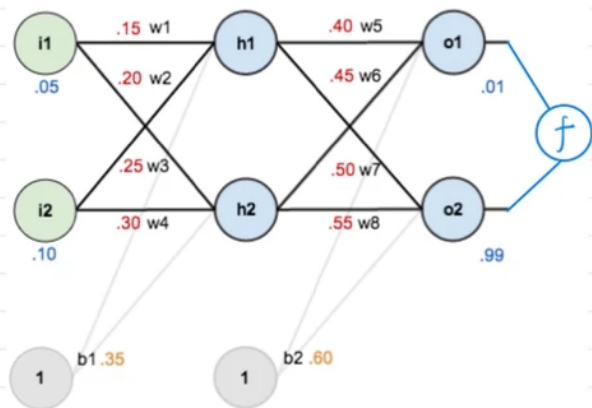 i1 .15 w1 h1 .40 w5 o1
.05 .20 w2 .45 w6 .01
f
.25 w3 .50 w7
i2 .30 w4 h2 .55 w8 o2
.10 .99
1 b1 .35 1 b2 .60